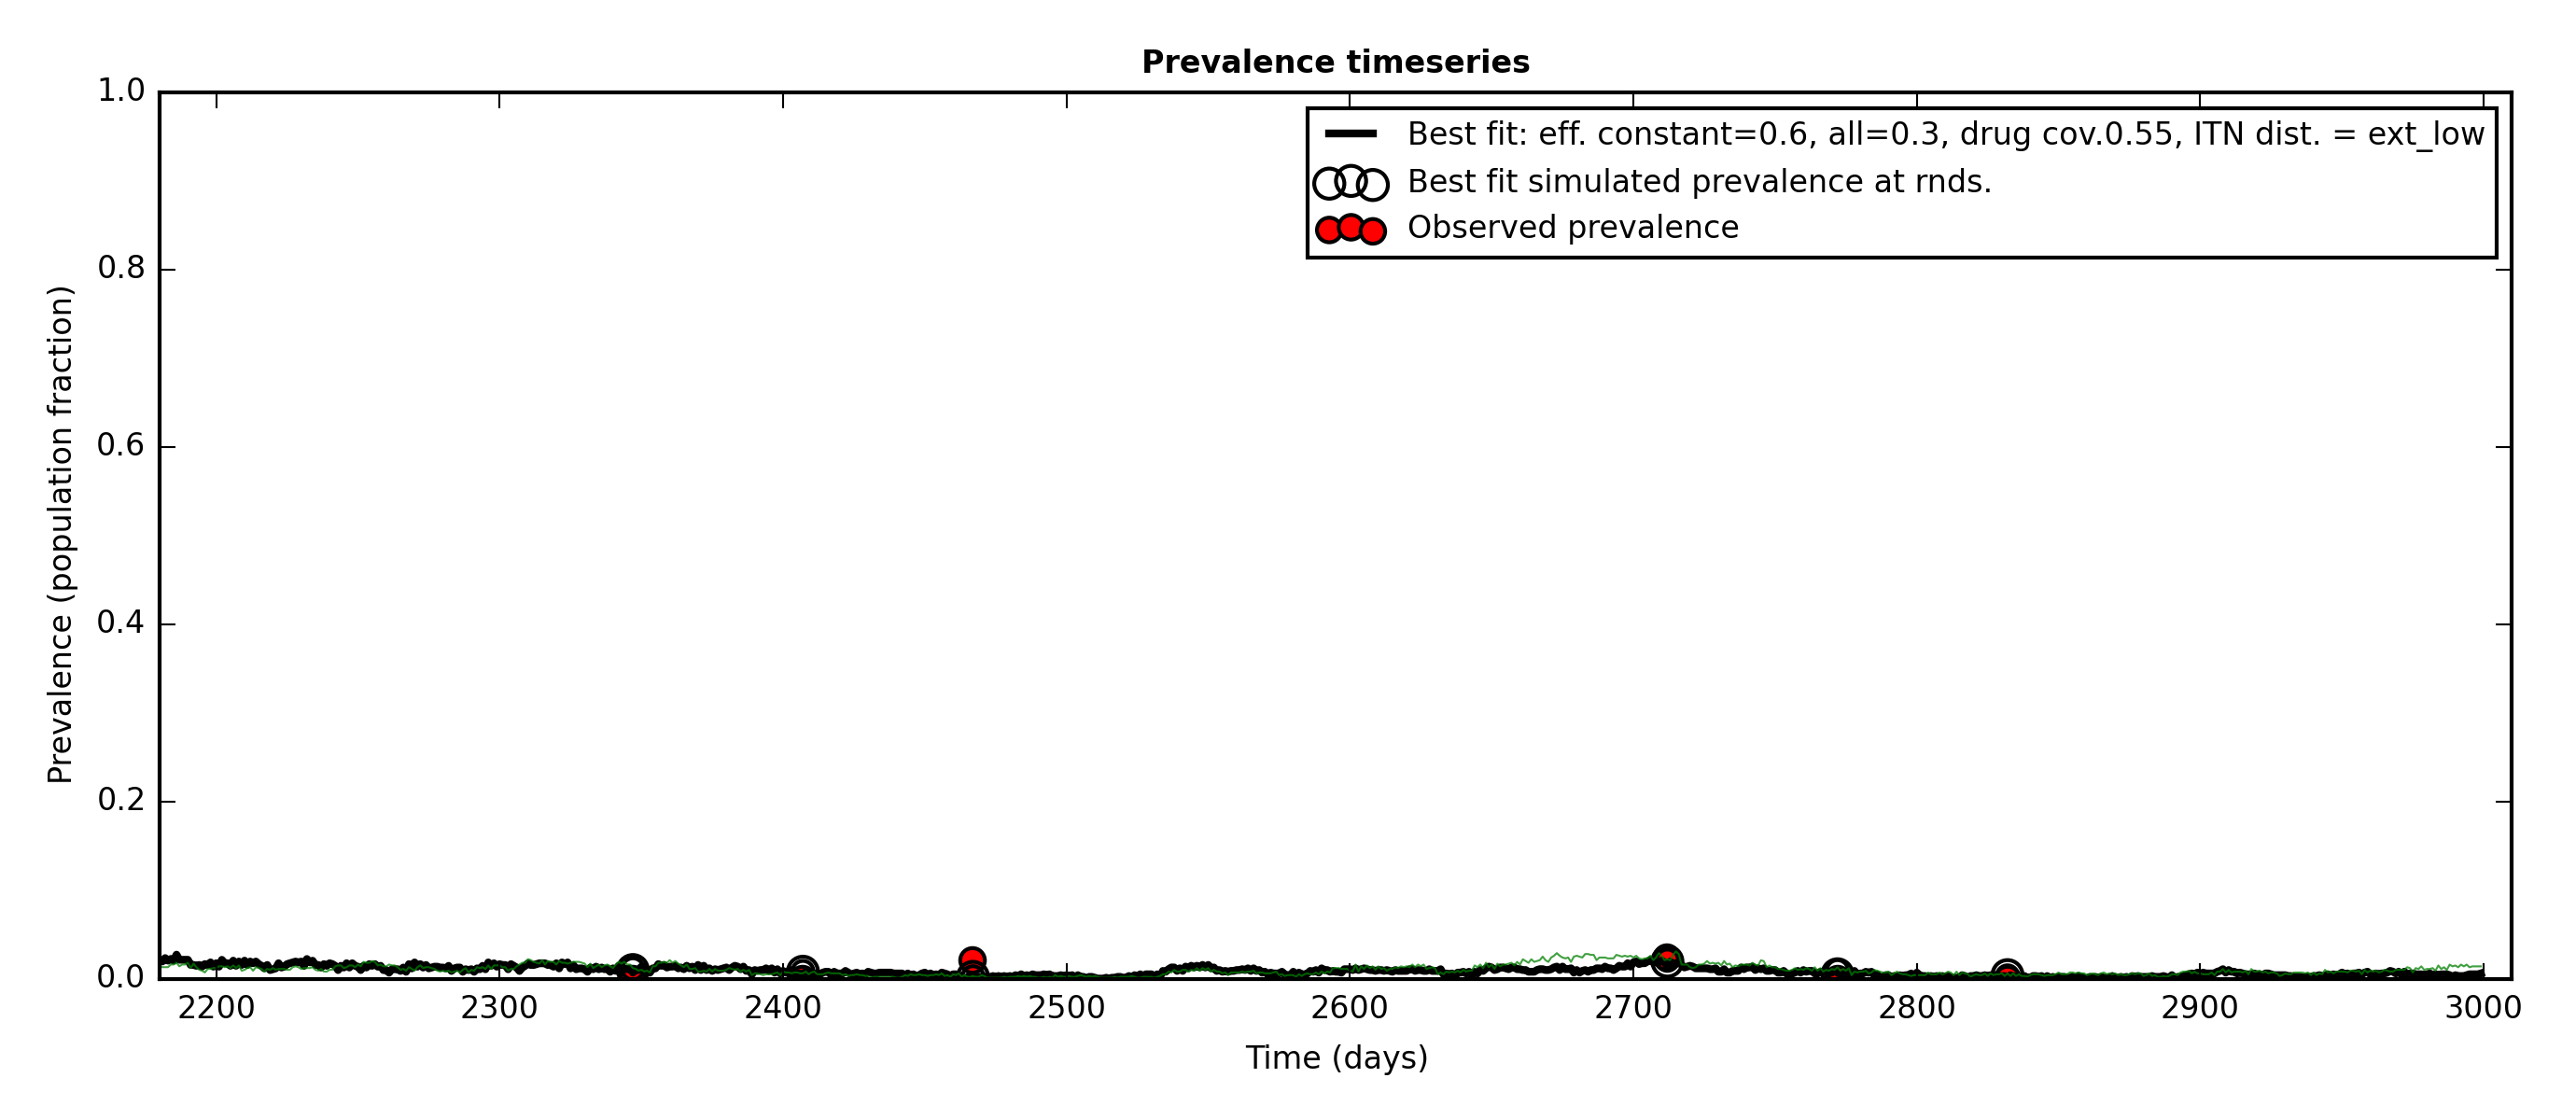 Prevalence timeseries
1.0
0.8
0.6
0.4
0.2
0.0
Prevalence (population fraction)
Best fit: eff. constant=0.6, all=0.3, drug cov.0.55, ITN dist. = ext_low
Best fit simulated prevalence at rnds.
Observed prevalence
2200 2300 2400 2500 2600 2700 2800 2900 3000
Time (days)